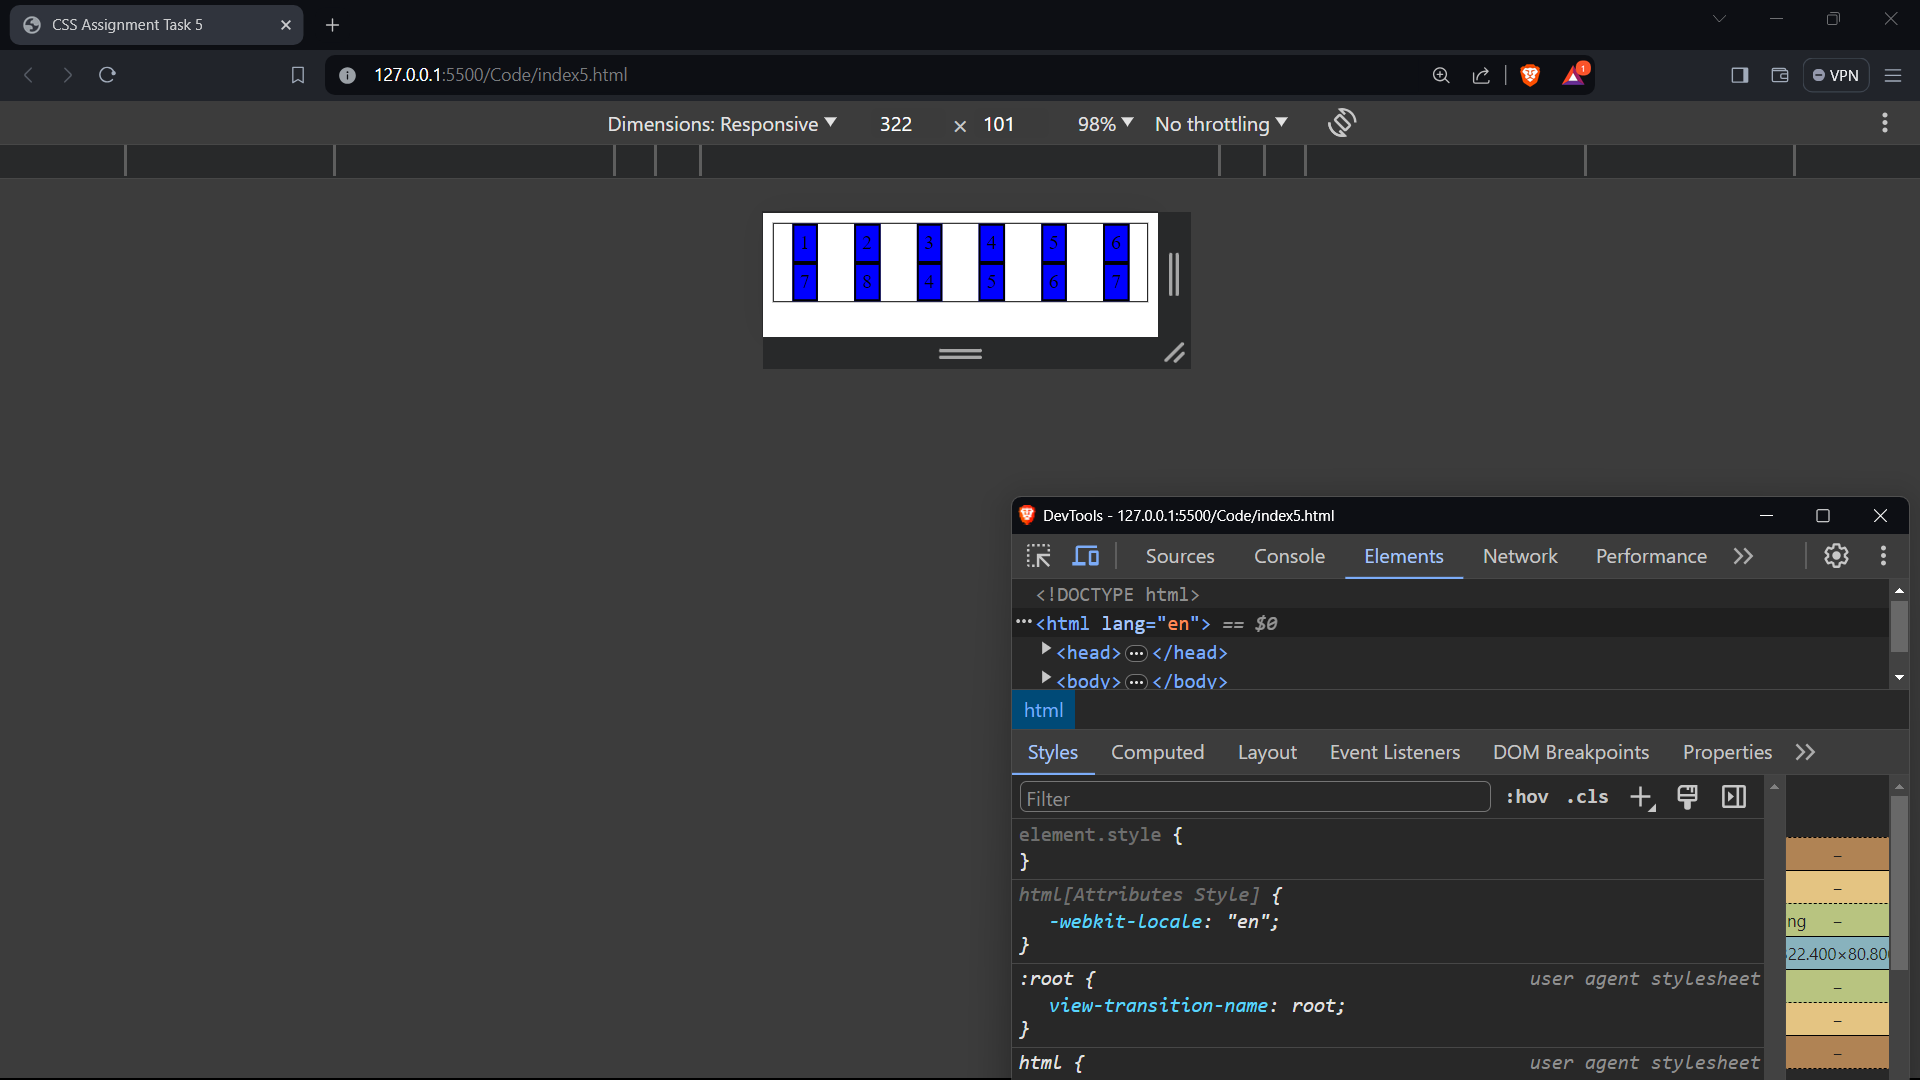 CSS Assignment Task 5
127.0.0.1:5500/Code/index5.html
1
VPN
Dimensions: Responsive 322 × 101 98% No throttling
1 2 3 4 5 6
7 8 4 5 6 7
DevTools - 127.0.0.1:5500/Code/index5.html
Sources Console Elements Network Performance
<!DOCTYPE html>
<html lang="en"> == $0
<head> </head>
<body> </body>
html
Styles Computed Layout Event Listeners DOM Breakpoints Properties
Filter :hov .cls
element.style {
}
html[Attributes Style] {
-webkit-locale: "en";
}
:root { user agent stylesheet
view-transition-name: root;
}
html { user agent stylesheet
–
–
ng –
22.400×80.80
–
–
–